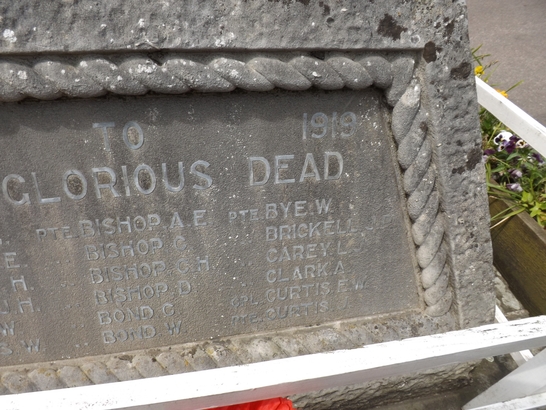 TO 1919
GLORIOUS DEAD
PTE. BISHOP. A. E PTE. BYE. W
E. BISHOP. C. BRICKELL
H. BISHOP. G. H CAREY. L
H. BISHOP. D CLARK. A
W BOND. G CPL. CURTIS E. W.
W. BOND. W. PTE. CURTIS